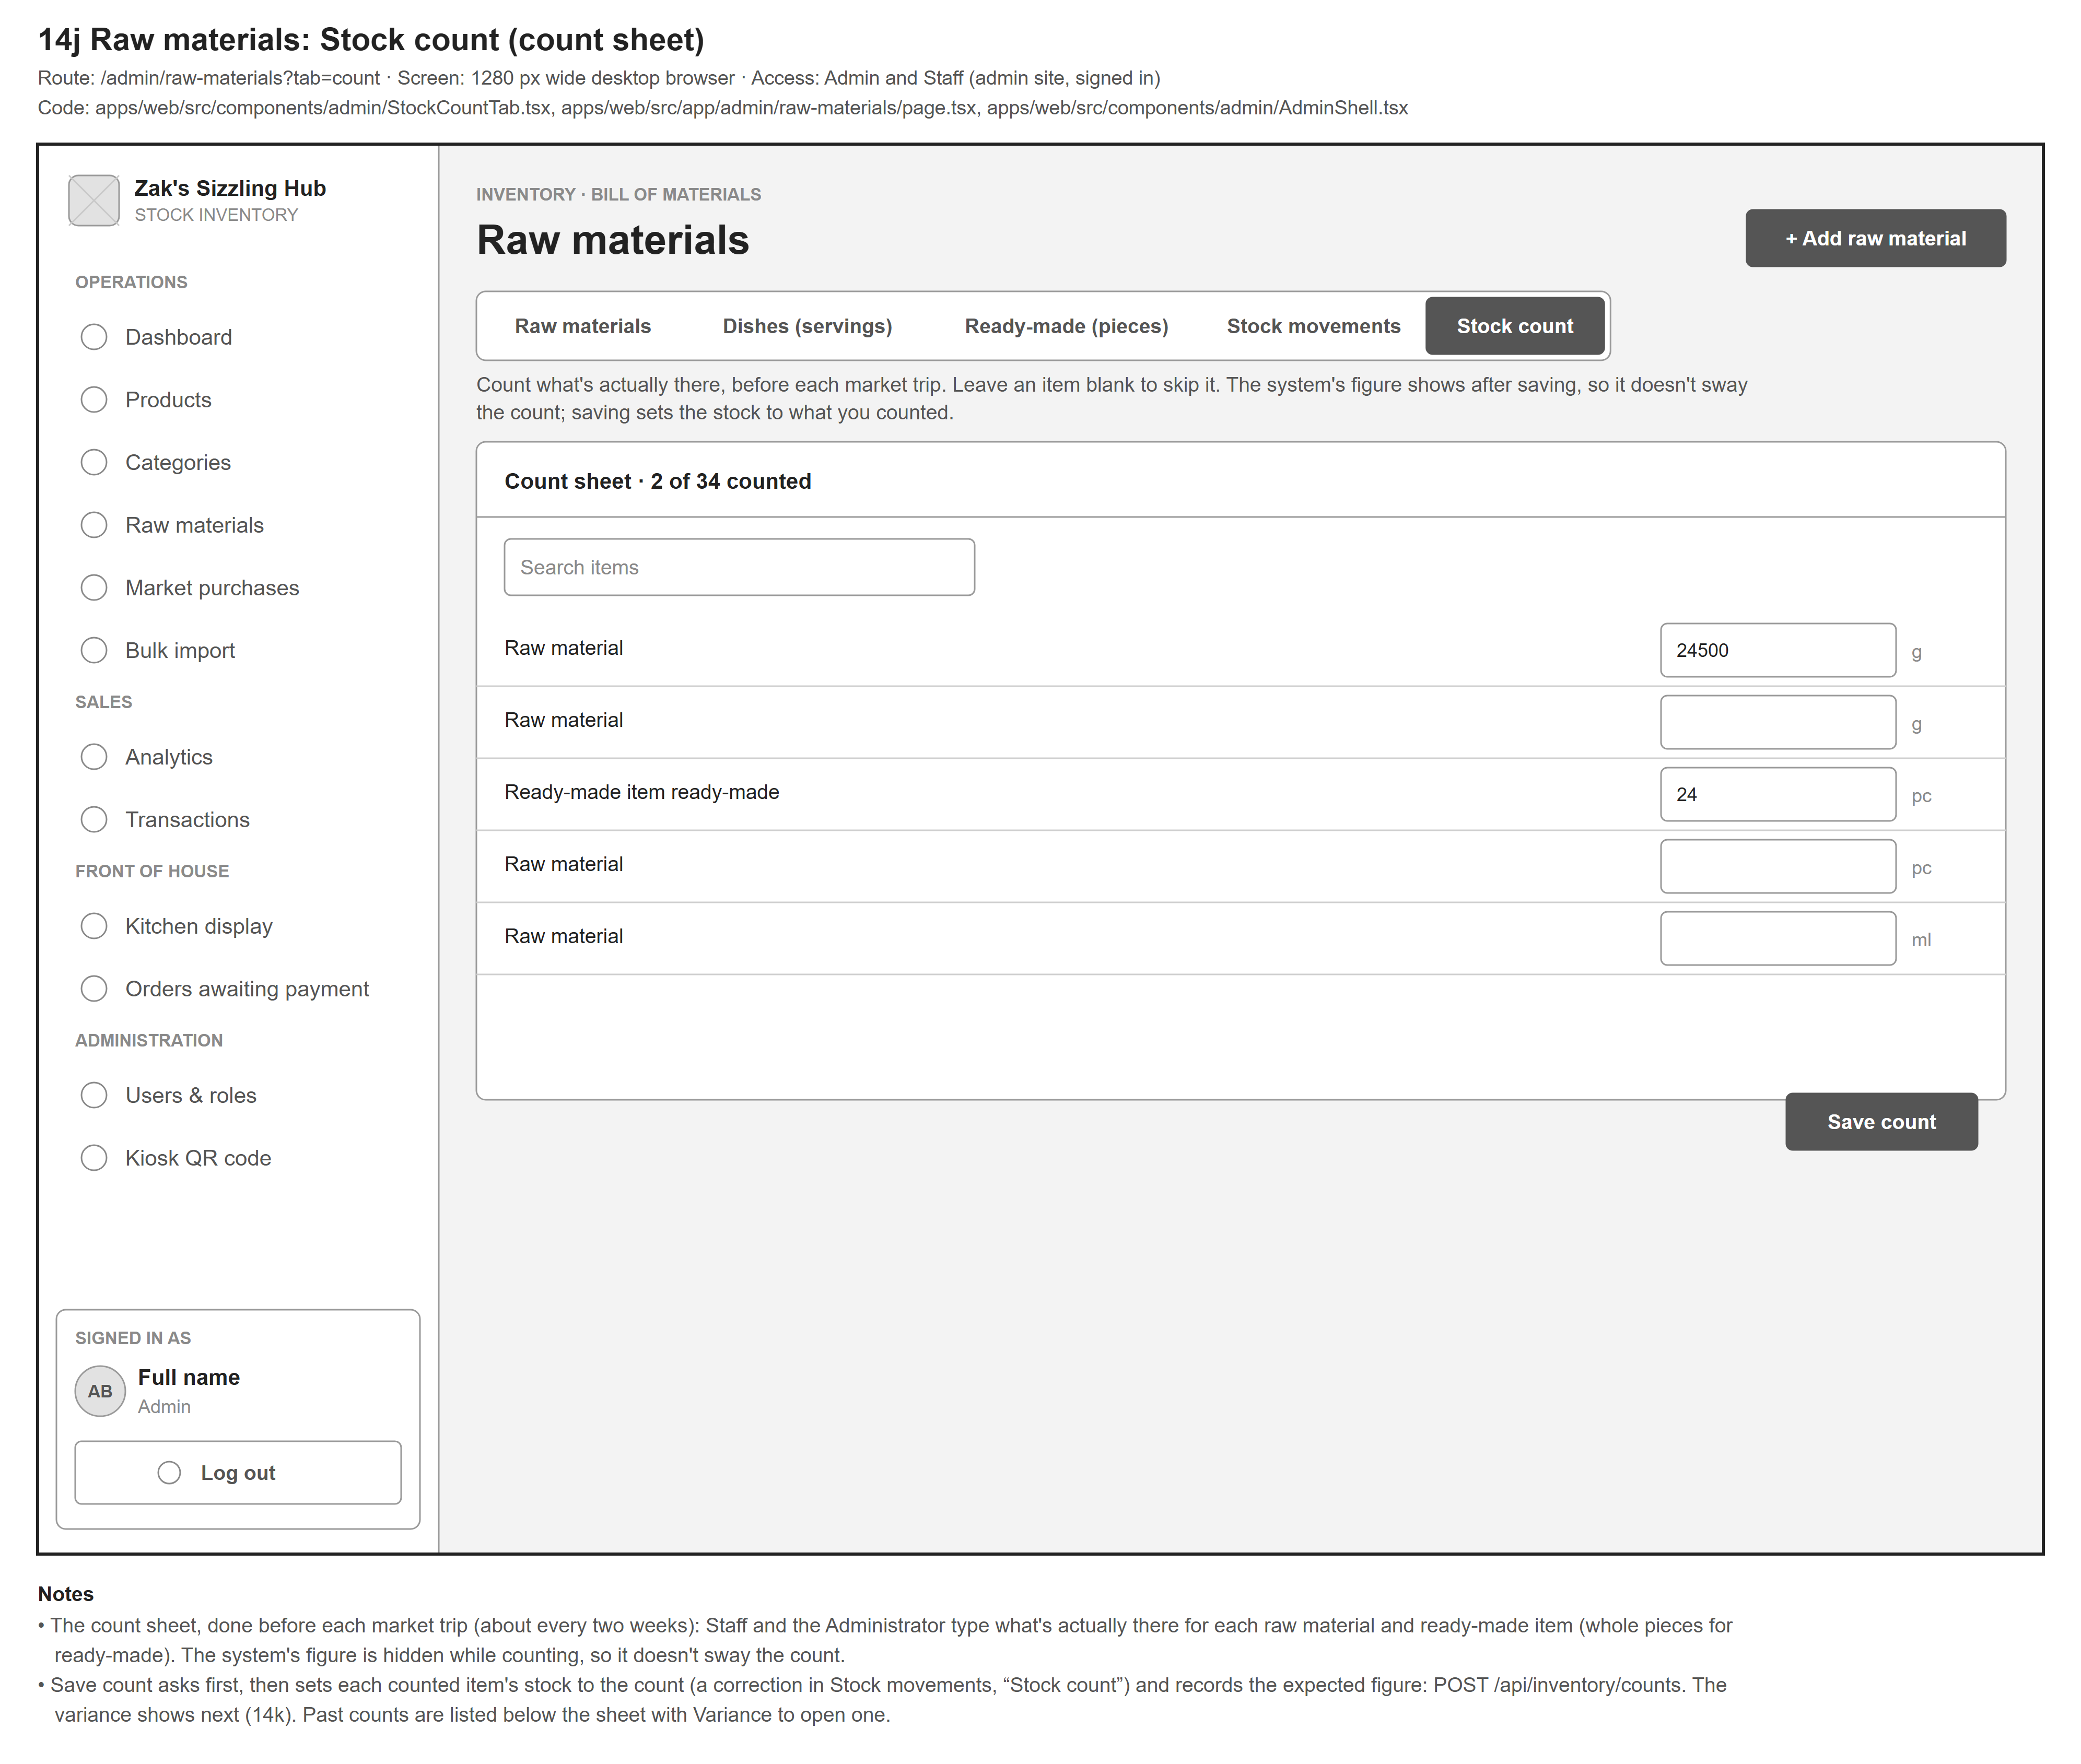 14j Raw materials: Stock count (count sheet)
Route: /admin/raw-materials?tab=count · Screen: 1280 px wide desktop browser · Access: Admin and Staff (admin site, signed in)
Code: apps/web/src/components/admin/StockCountTab.tsx, apps/web/src/app/admin/raw-materials/page.tsx, apps/web/src/components/admin/AdminShell.tsx
Zak's Sizzling Hub
STOCK INVENTORY
OPERATIONS
Dashboard
Products
Categories
Raw materials
Market purchases
Bulk import
SALES
Analytics
Transactions
FRONT OF HOUSE
Kitchen display
Orders awaiting payment
ADMINISTRATION
Users & roles
Kiosk QR code
SIGNED IN AS
AB
Full name
Admin
Log out
INVENTORY · BILL OF MATERIALS
Raw materials
+ Add raw material
Raw materials
Dishes (servings)
Ready-made (pieces)
Stock movements
Stock count
Count what's actually there, before each market trip. Leave an item blank to skip it. The system's figure shows after saving, so it doesn't sway
the count; saving sets the stock to what you counted.
Count sheet · 2 of 34 counted
Search items
Raw material 24500 g
Raw material g
Ready-made item ready-made 24 pc
Raw material pc
Raw material ml
Save count
Notes
• The count sheet, done before each market trip (about every two weeks): Staff and the Administrator type what's actually there for each raw material and ready-made item (whole pieces for
ready-made). The system's figure is hidden while counting, so it doesn't sway the count.
• Save count asks first, then sets each counted item's stock to the count (a correction in Stock movements, “Stock count”) and records the expected figure: POST /api/inventory/counts. The
variance shows next (14k). Past counts are listed below the sheet with Variance to open one.